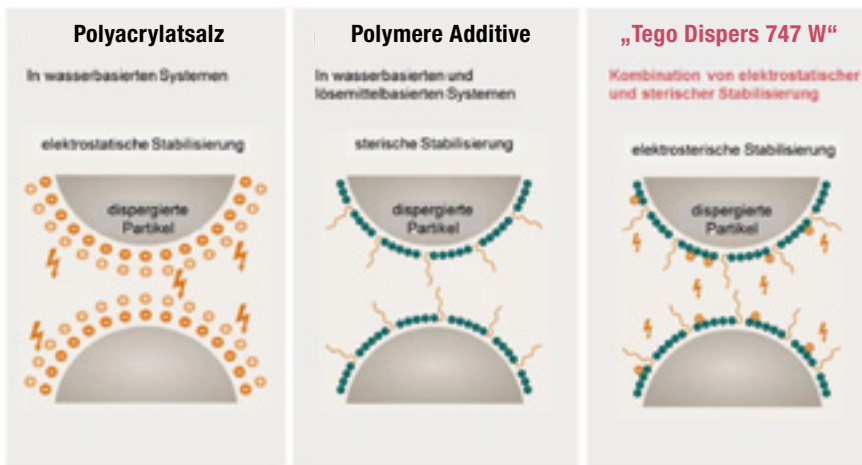 Polyacrylatsalz
In wasserbasierten Systemen
elektrostatische Stabilisierung
dispergierte
Partikel
Polymere Additive
In wasserbasierten und
lösemittelbasierten Systemen
sterische Stabilisierung
dispergierte
Partikel
„Tego Dispers 747 W“
Kombination von elektrostatischer
und sterischer Stabilisierung
elektrosterische Stabilisierung
dispergierte
Partikel